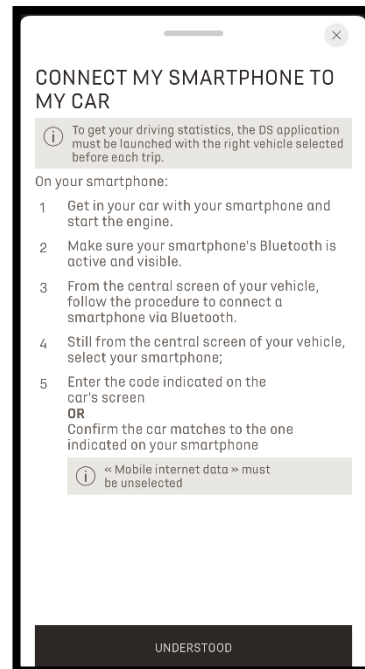 CONNECT MY SMARTPHONE TO
MY CAR
To get your driving statistics, the DS application
must be launched with the right vehicle selected
before each trip.
On your smartphone:
1 Get in your car with your smartphone and
start the engine.
2 Make sure your smartphone's Bluetooth is
active and visible.
3 From the central screen of your vehicle,
follow the procedure to connect a
smartphone via Bluetooth.
4 Still from the central screen of your vehicle,
select your smartphone;
5 Enter the code indicated on the
car's screen
OR
Confirm the car matches to the one
indicated on your smartphone
« Mobile internet data » must
be unselected
UNDERSTOOD